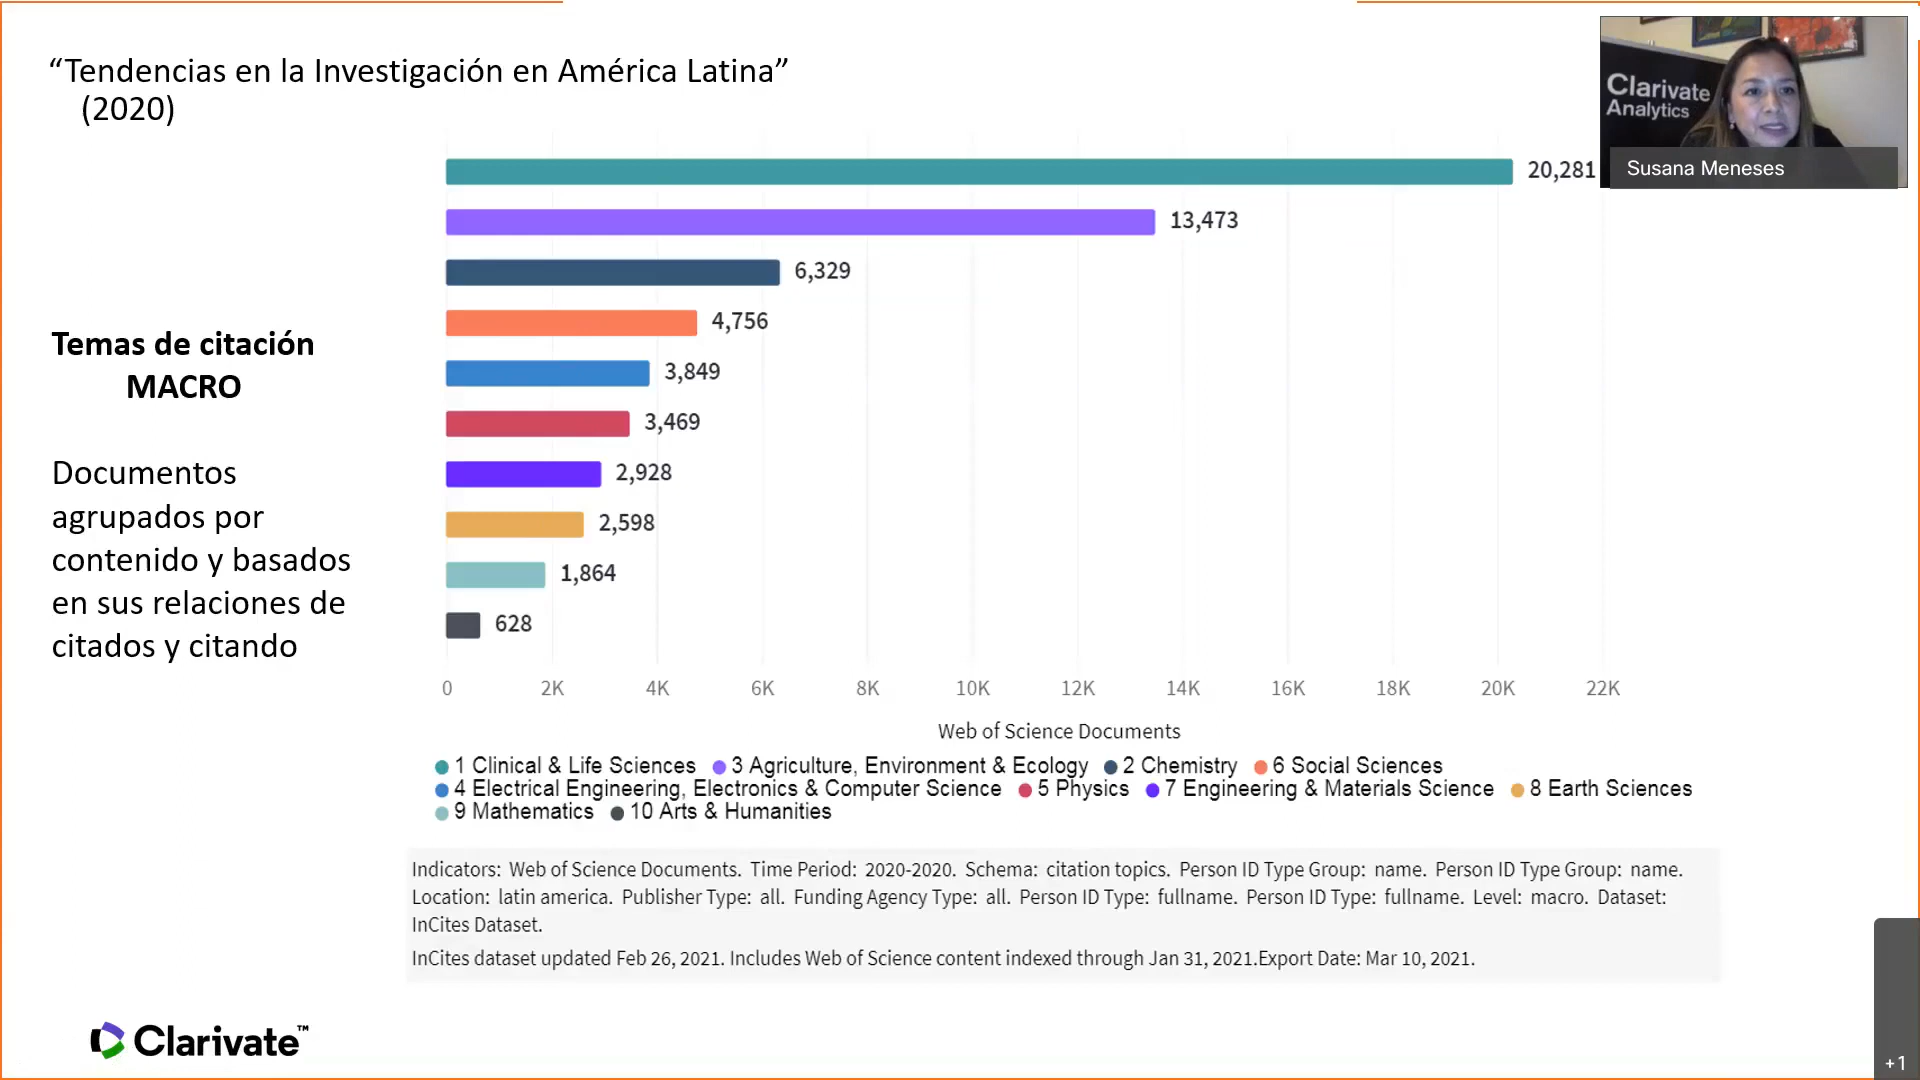 “Tendencias en la Investigación en América Latina”
(2020)
Clarivate
Analytics
Susana Meneses
20,281
13,473
6,329
4,756
3,849
3,469
2,928
2,598
1,864
628
Temas de citación
MACRO
Documentos
agrupados por
contenido y basados
en sus relaciones de
citados y citando
0 2K 4K 6K 8K 10K 12K 14K 16K 18K 20K 22K
Web of Science Documents
1 Clinical & Life Sciences 3 Agriculture, Environment & Ecology 2 Chemistry 6 Social Sciences
4 Electrical Engineering, Electronics & Computer Science 5 Physics 7 Engineering & Materials Science 8 Earth Sciences
9 Mathematics 10 Arts & Humanities
Indicators: Web of Science Documents. Time Period: 2020-2020. Schema: citation topics. Person ID Type Group: name. Person ID Type Group: name.
Location: latin america. Publisher Type: all. Funding Agency Type: all. Person ID Type: fullname. Person ID Type: fullname. Level: macro. Dataset:
InCites Dataset.
InCites dataset updated Feb 26, 2021. Includes Web of Science content indexed through Jan 31, 2021.Export Date: Mar 10, 2021.
Clarivate™
+1